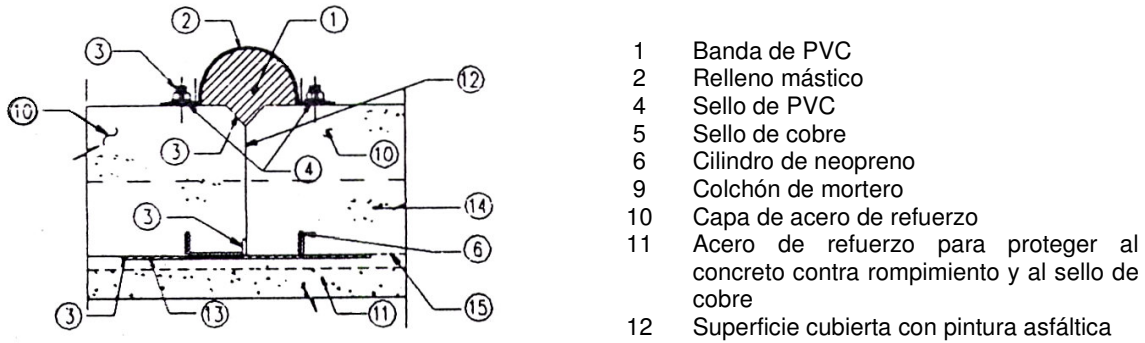 2
1
3
12
10
3
4
10
14
3
6
3
13
11
15
1 Banda de PVC
2 Relleno mástico
4 Sello de PVC
5 Sello de cobre
6 Cilindro de neopreno
9 Colchón de mortero
10 Capa de acero de refuerzo
11 Acero de refuerzo para proteger al
concreto contra rompimiento y al sello de
cobre
12 Superficie cubierta con pintura asfáltica